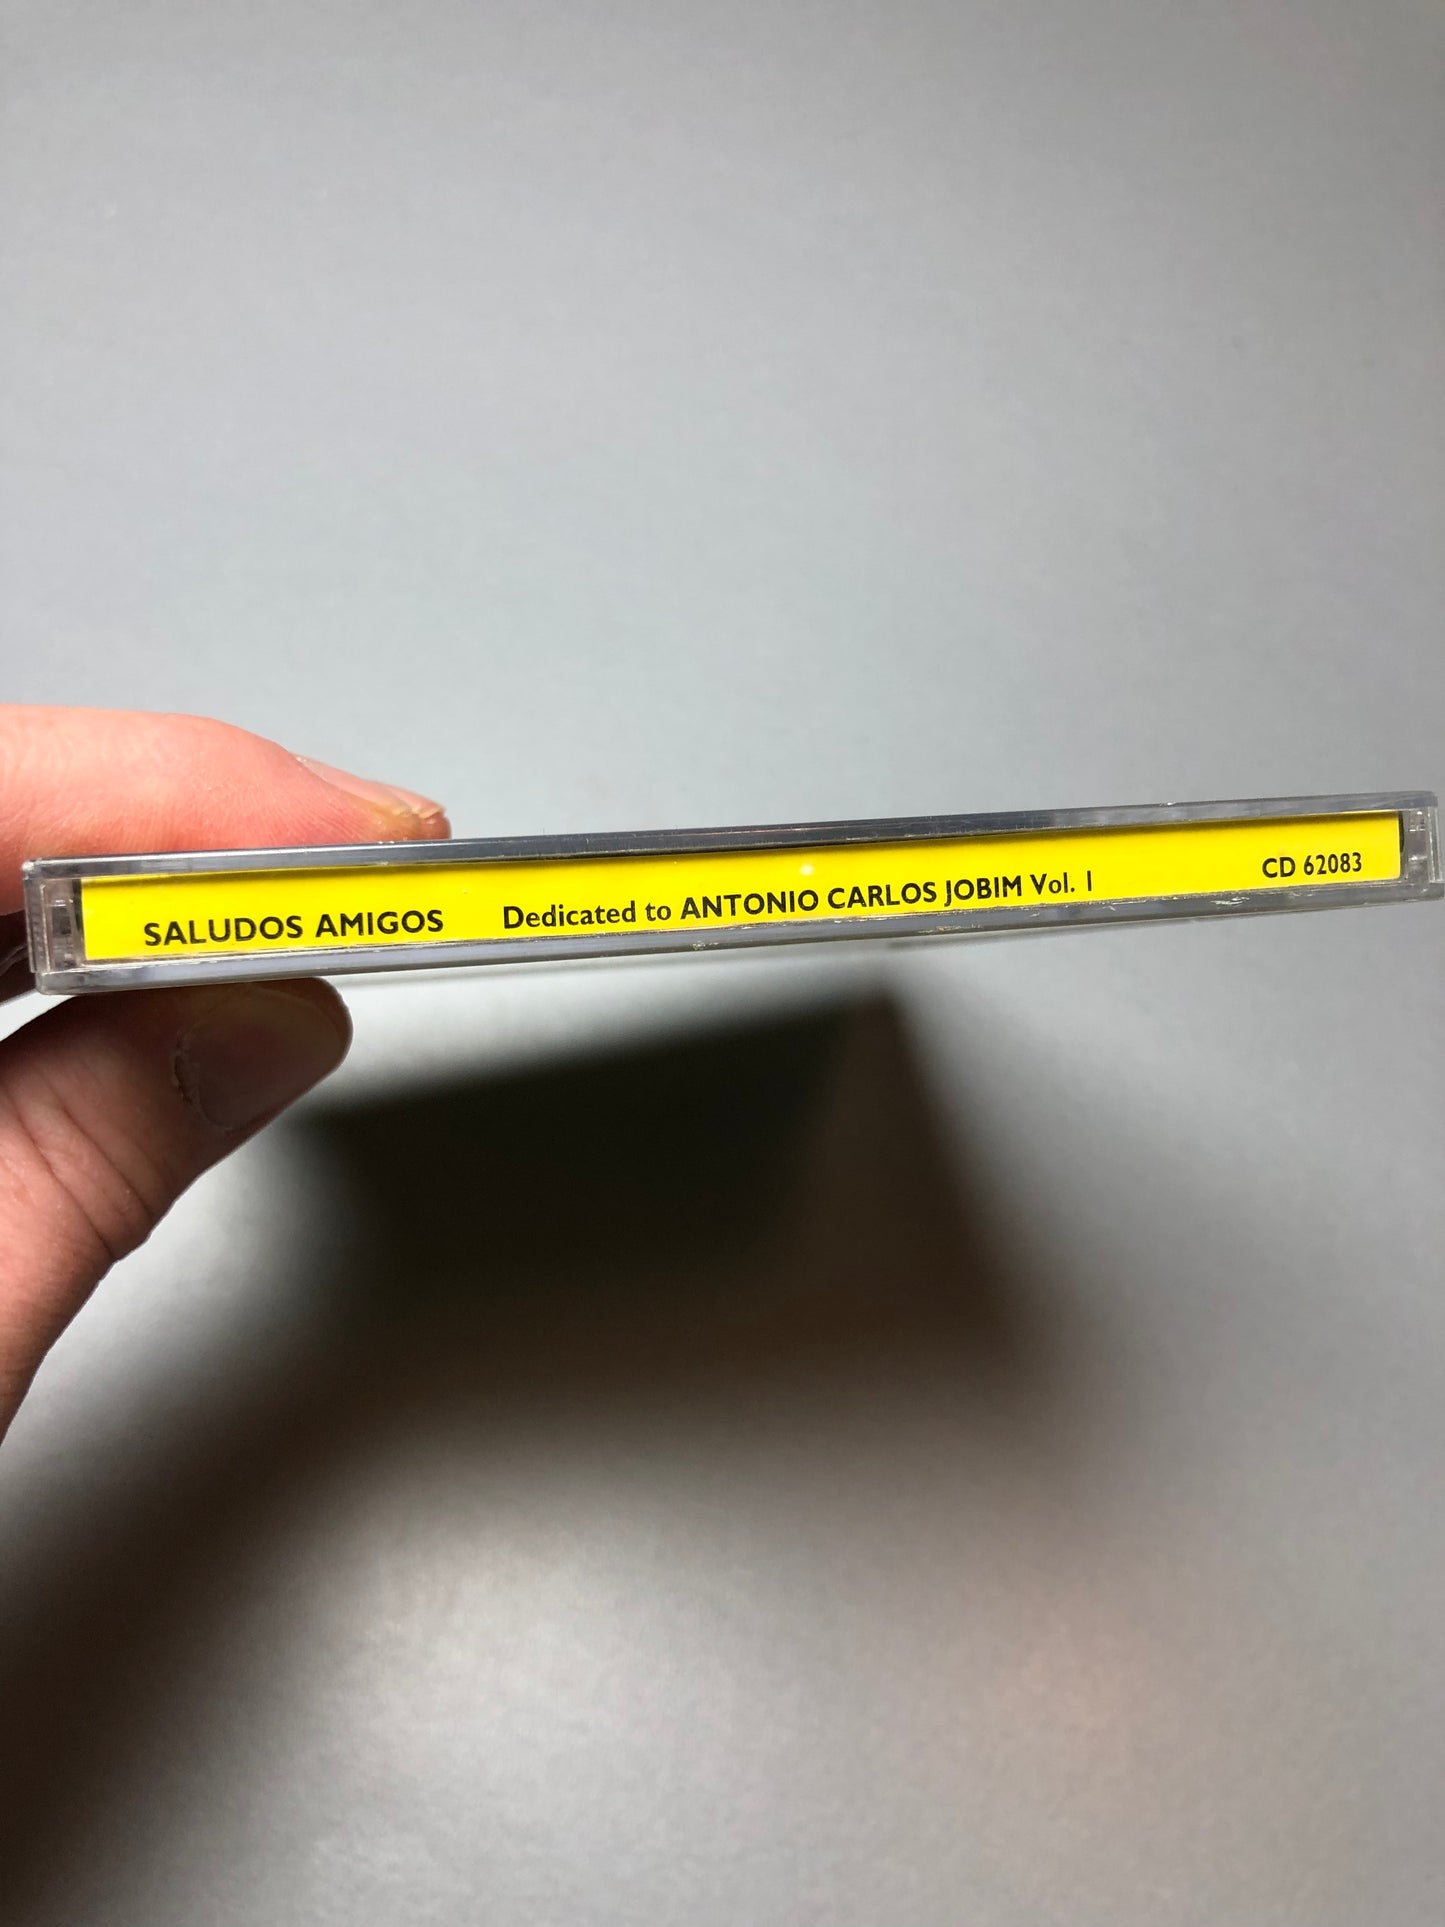 SALUDOS AMIGOS Dedicated to ANTONIO CARLOS JOBIM Vol. 1 CD 62083